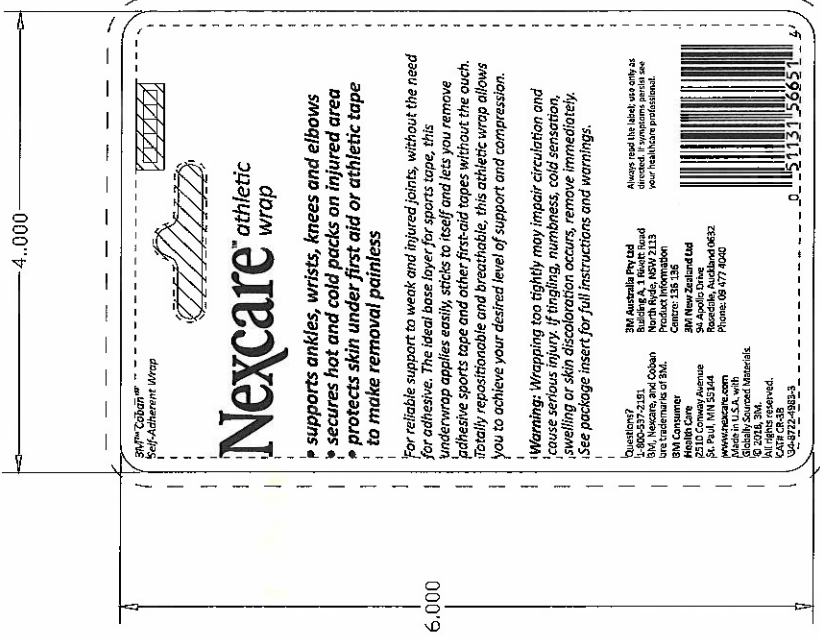 4..000
6.000
3M™ Coban™
Self-Adherent Wrap
Nexcare™ athletic
wrap
• supports ankles, wrists, knees and elbows
• secures hot and cold packs on injured area
• protects skin under first aid or athletic tape
to make removal painless
For reliable support to weak and injured joints, without the need
for adhesive. The ideal base layer for sports tape, this
underwrap applies easily, sticks to itself and lets you remove
adhesive sports tape and other first-aid tapes without the ouch.
Totally repositionable and breathable, this athletic wrap allows
you to achieve your desired level of support and compression.
Warning: Wrapping too tightly may impair circulation and
cause serious injury. If tingling, numbness, cold sensation,
swelling or skin discoloration occurs, remove immediately.
See package insert for full instructions and warnings.
Questions?
1-800-537-2191
3M, Nexcare, and Coban
are trademarks of 3M.
3M Consumer
Health Care
2510 Conway Avenue
St. Paul, MN 55144
www.nexcare.com
Made in U.S.A. with
Globally Sourced Materials.
© 2018, 3M.
All rights reserved.
CAT# CR-3B
34-8722-4983-3
3M Australia Pty Ltd
Building A, 1 Rivett Road
North Ryde, NSW 2113
Product Information
Centre: 136 136
3M New Zealand Ltd
94 Apollo Drive
Rosedale, Auckland 0632
Phone: 09 477 4040
Always read the label; use only as
directed. If symptoms persist see
your healthcare professional.
0 51131 56651 4